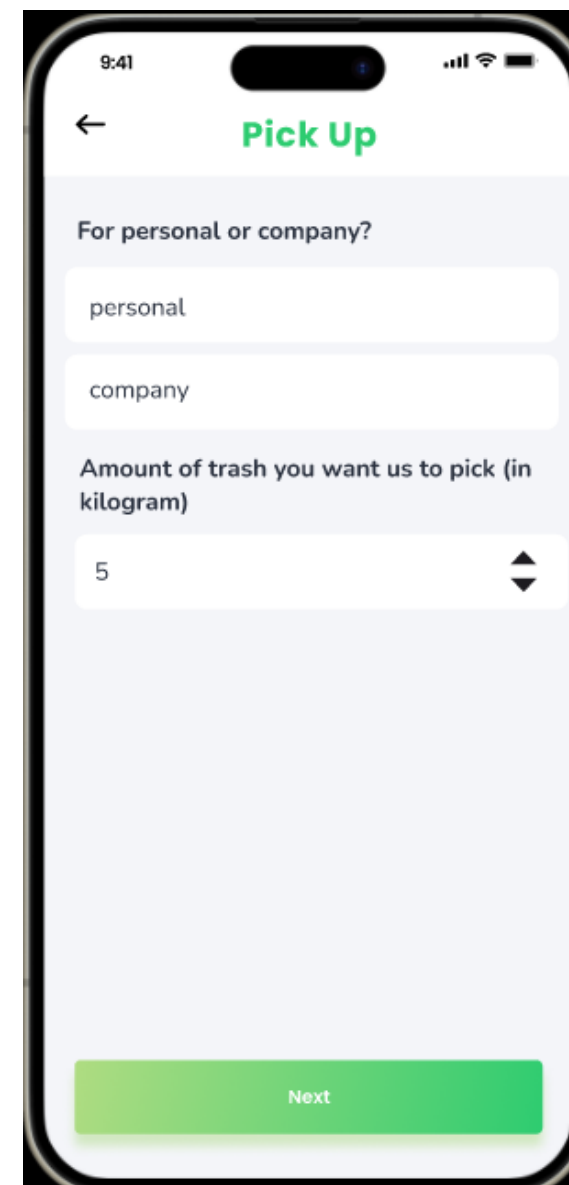 9:41
Pick Up
For personal or company?
personal
company
Amount of trash you want us to pick (in
kilogram)
5
Next